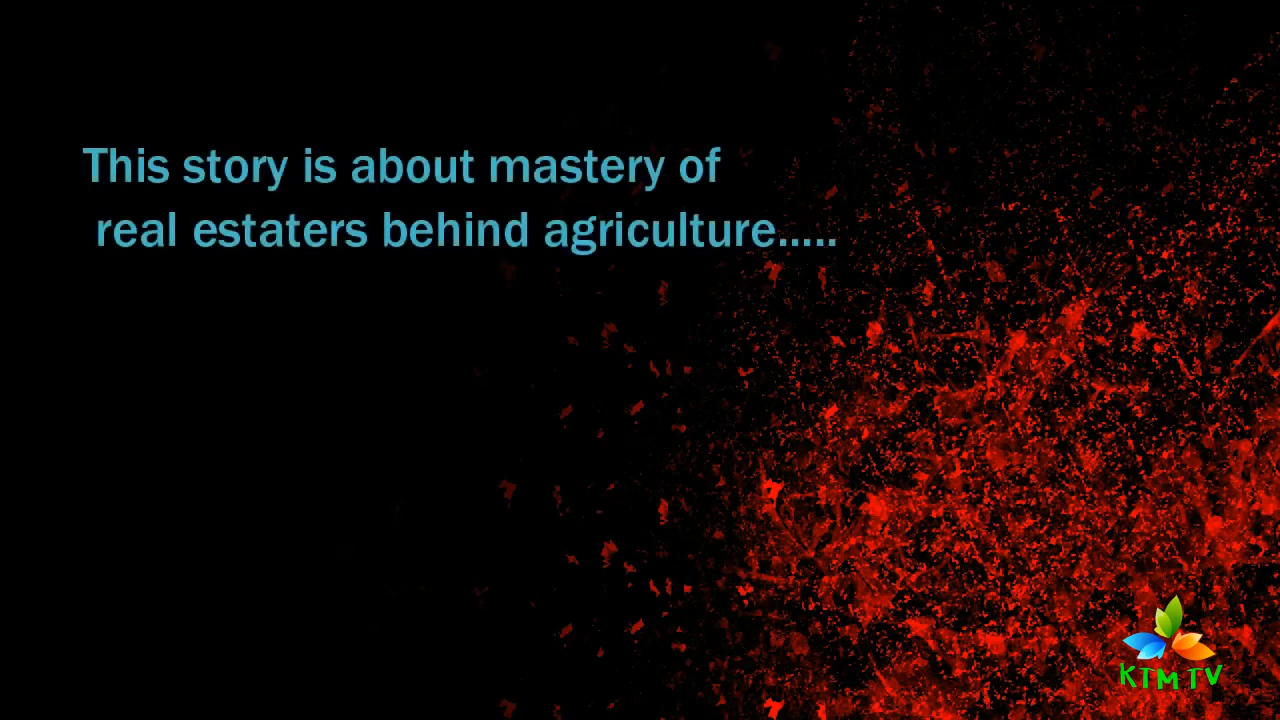 This story is about mastery of
real estaters behind agriculture.....
KTM TV